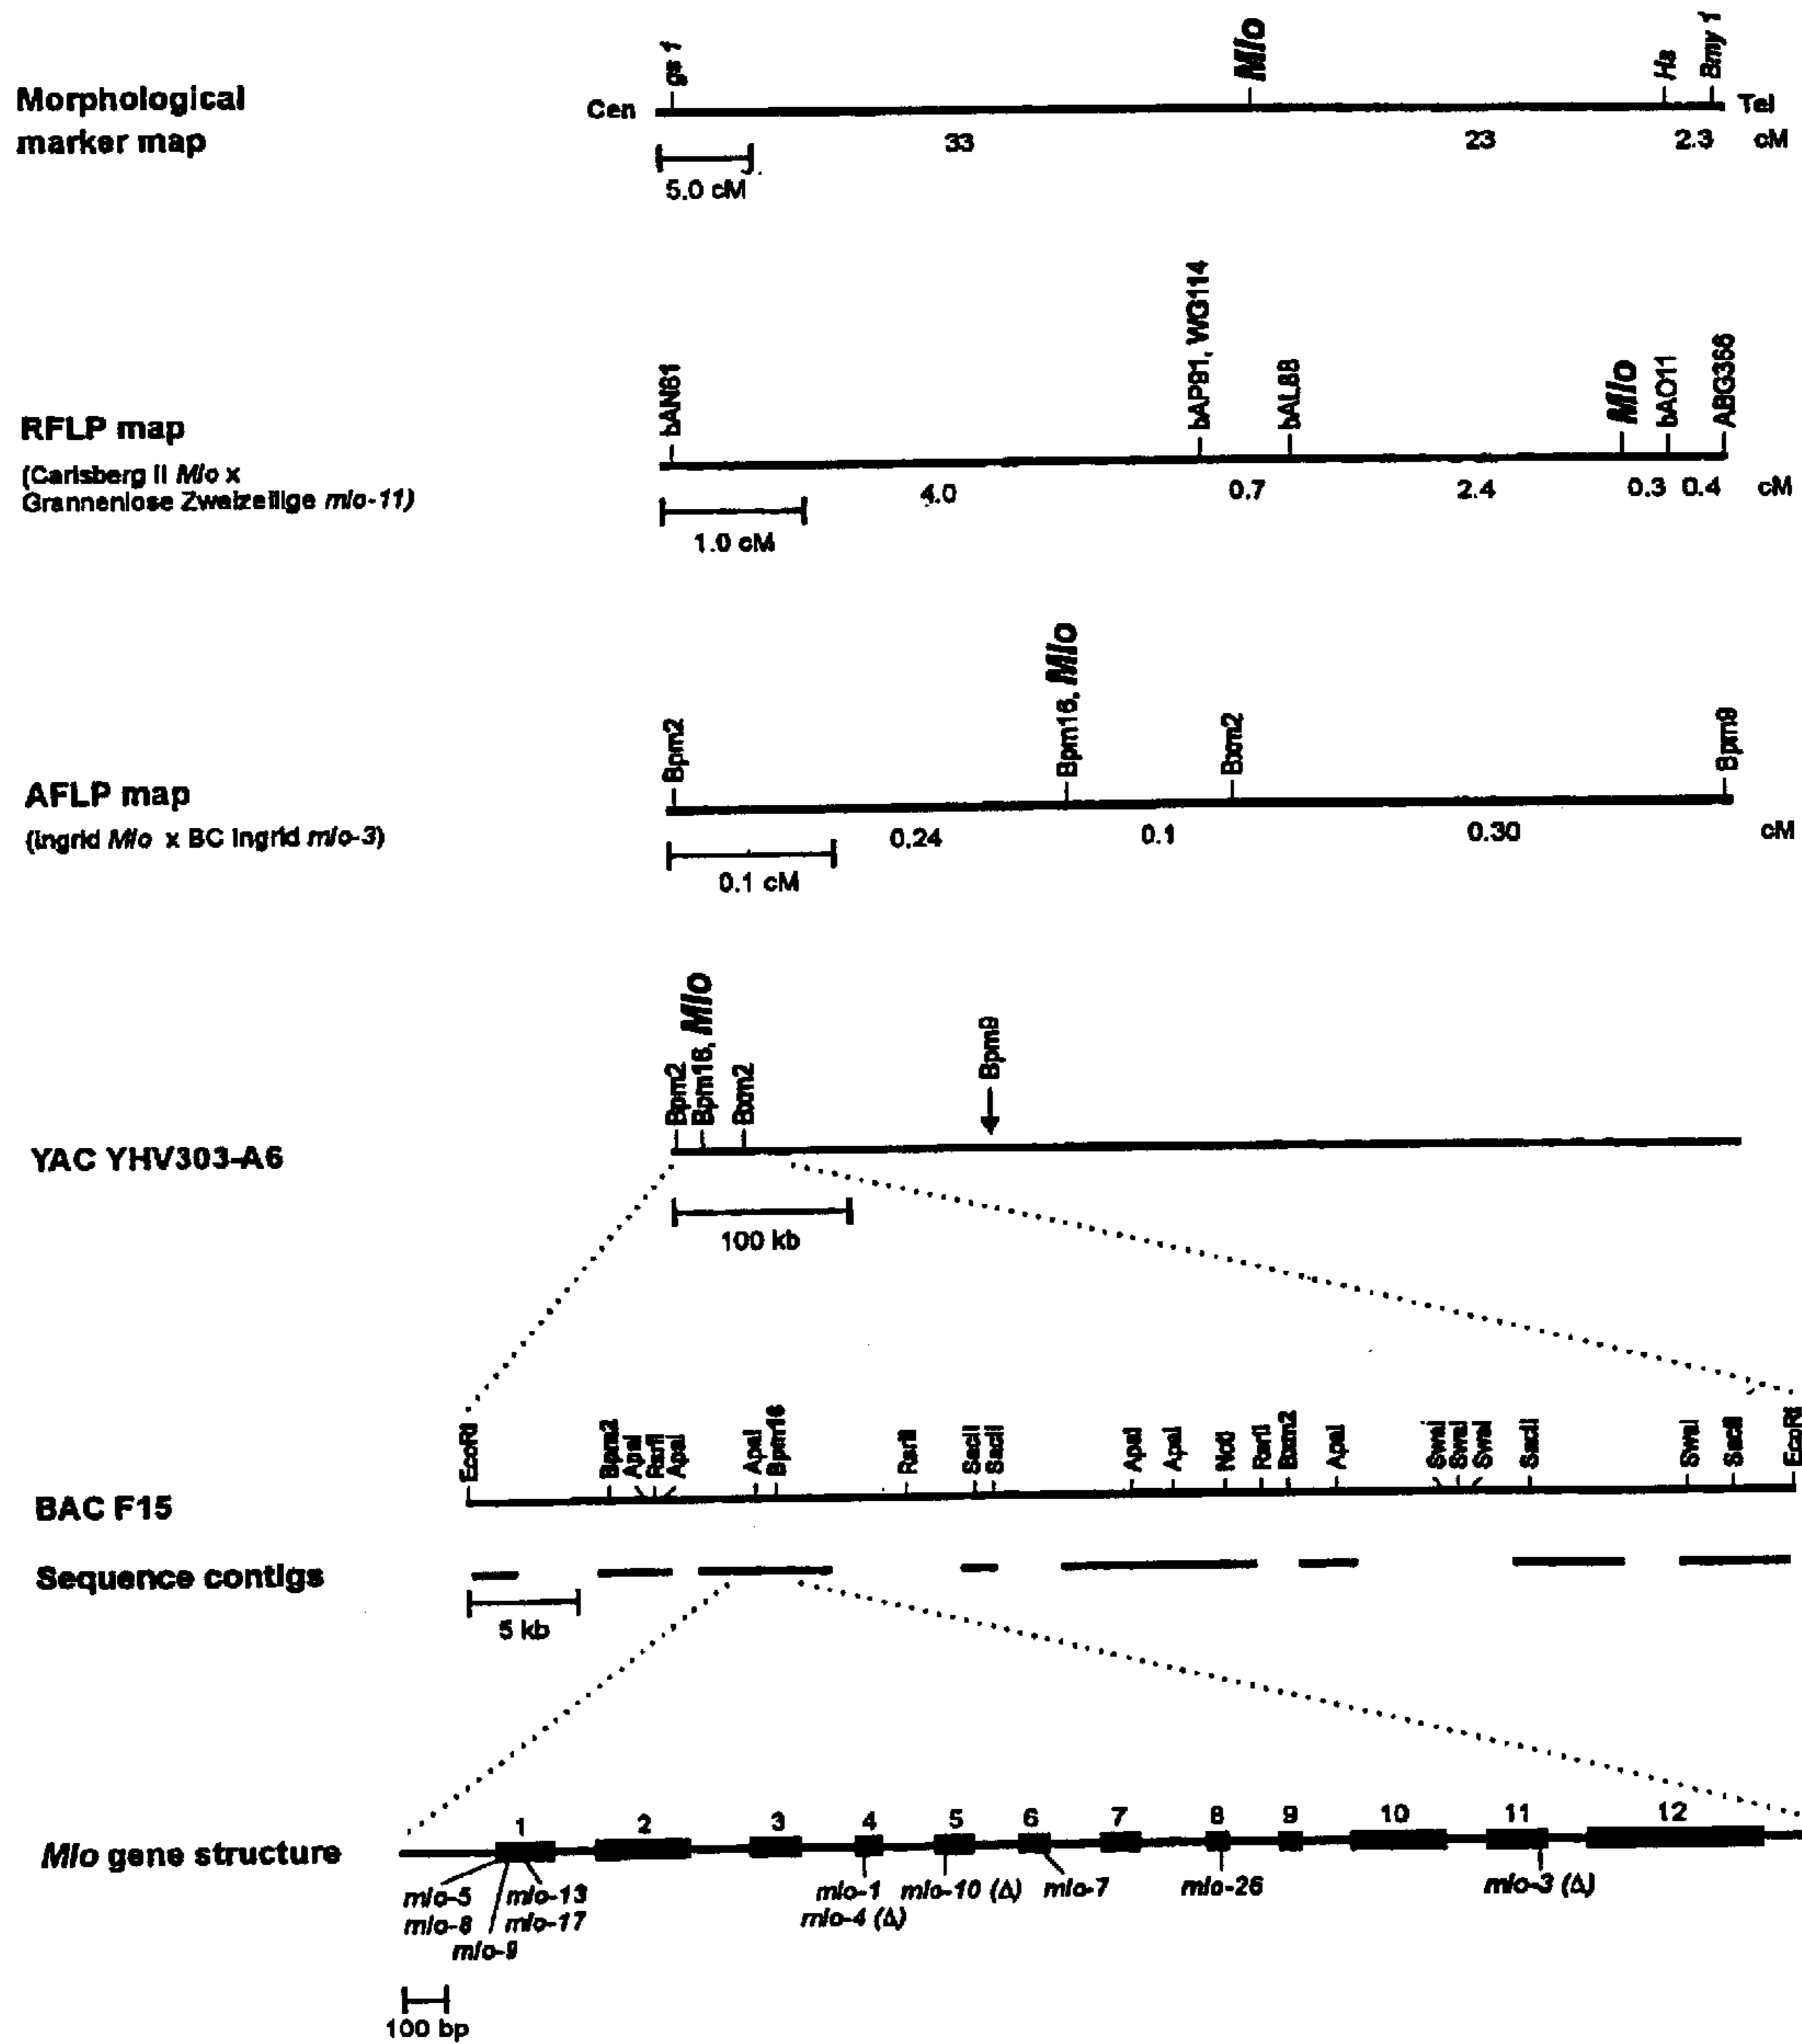 gs 1
Mlo
Ha
Bmy 1
Morphological
marker map
Cen
Tel
33
23
2.3
cM
5.0 cM
bAN61
bAP91, WG114
bAL88
Mlo
bAO11
ABG366
RFLP map
(Carlsberg II Mlo x
Grannenlose Zweizeilige mlo-11)
4.0
0.7
2.4
0.3
0.4
cM
1.0 cM
Bpm2
Bpm16, Mlo
Bxm2
Bpm9
AFLP map
(Ingrid Mlo x BC Ingrid mlo-3)
0.24
0.1
0.30
cM
0.1 cM
Bpm2
Bpm16, Mlo
Bxm2
Bpm9
YAC YHV303-A6
100 kb
EcoRI
Bpm2
ApaI
RsrII
ApaI
ApaI
Bpm16
RsrII
SacII
SacII
ApaI
ApaI
NotI
RsrII
Bxm2
ApaI
SwaI
SwaI
SwaI
SacII
SwaI
SacII
EcoRI
BAC F15
Sequence contigs
5 kb
1 2 3 4 5 6 7 8 9 10 11 12
Mlo gene structure
mlo-5 mlo-13 mlo-1 mlo-10 (Δ) mlo-7 mlo-26 mlo-3 (Δ)
mlo-8 mlo-17 mlo-4 (Δ)
mlo-9
100 bp